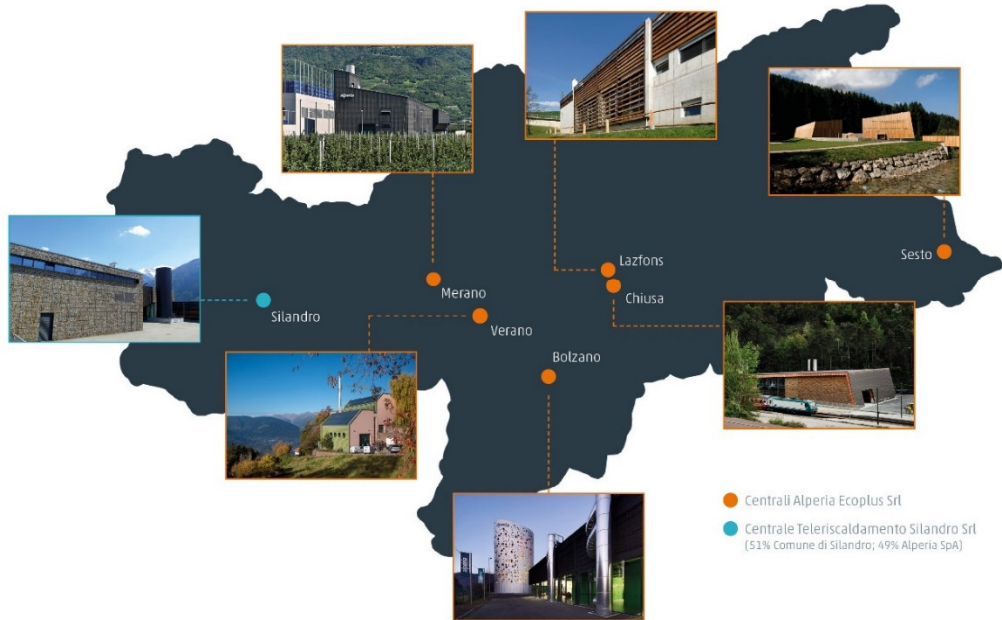 Lazfons
Sesto
Merano
Chiusa
Silandro
Verano
Bolzano
Centrali Alperia Ecoplus Srl
Centrale Teleriscaldamento Silandro Srl
(51% Comune di Silandro; 49% Alperia SpA)